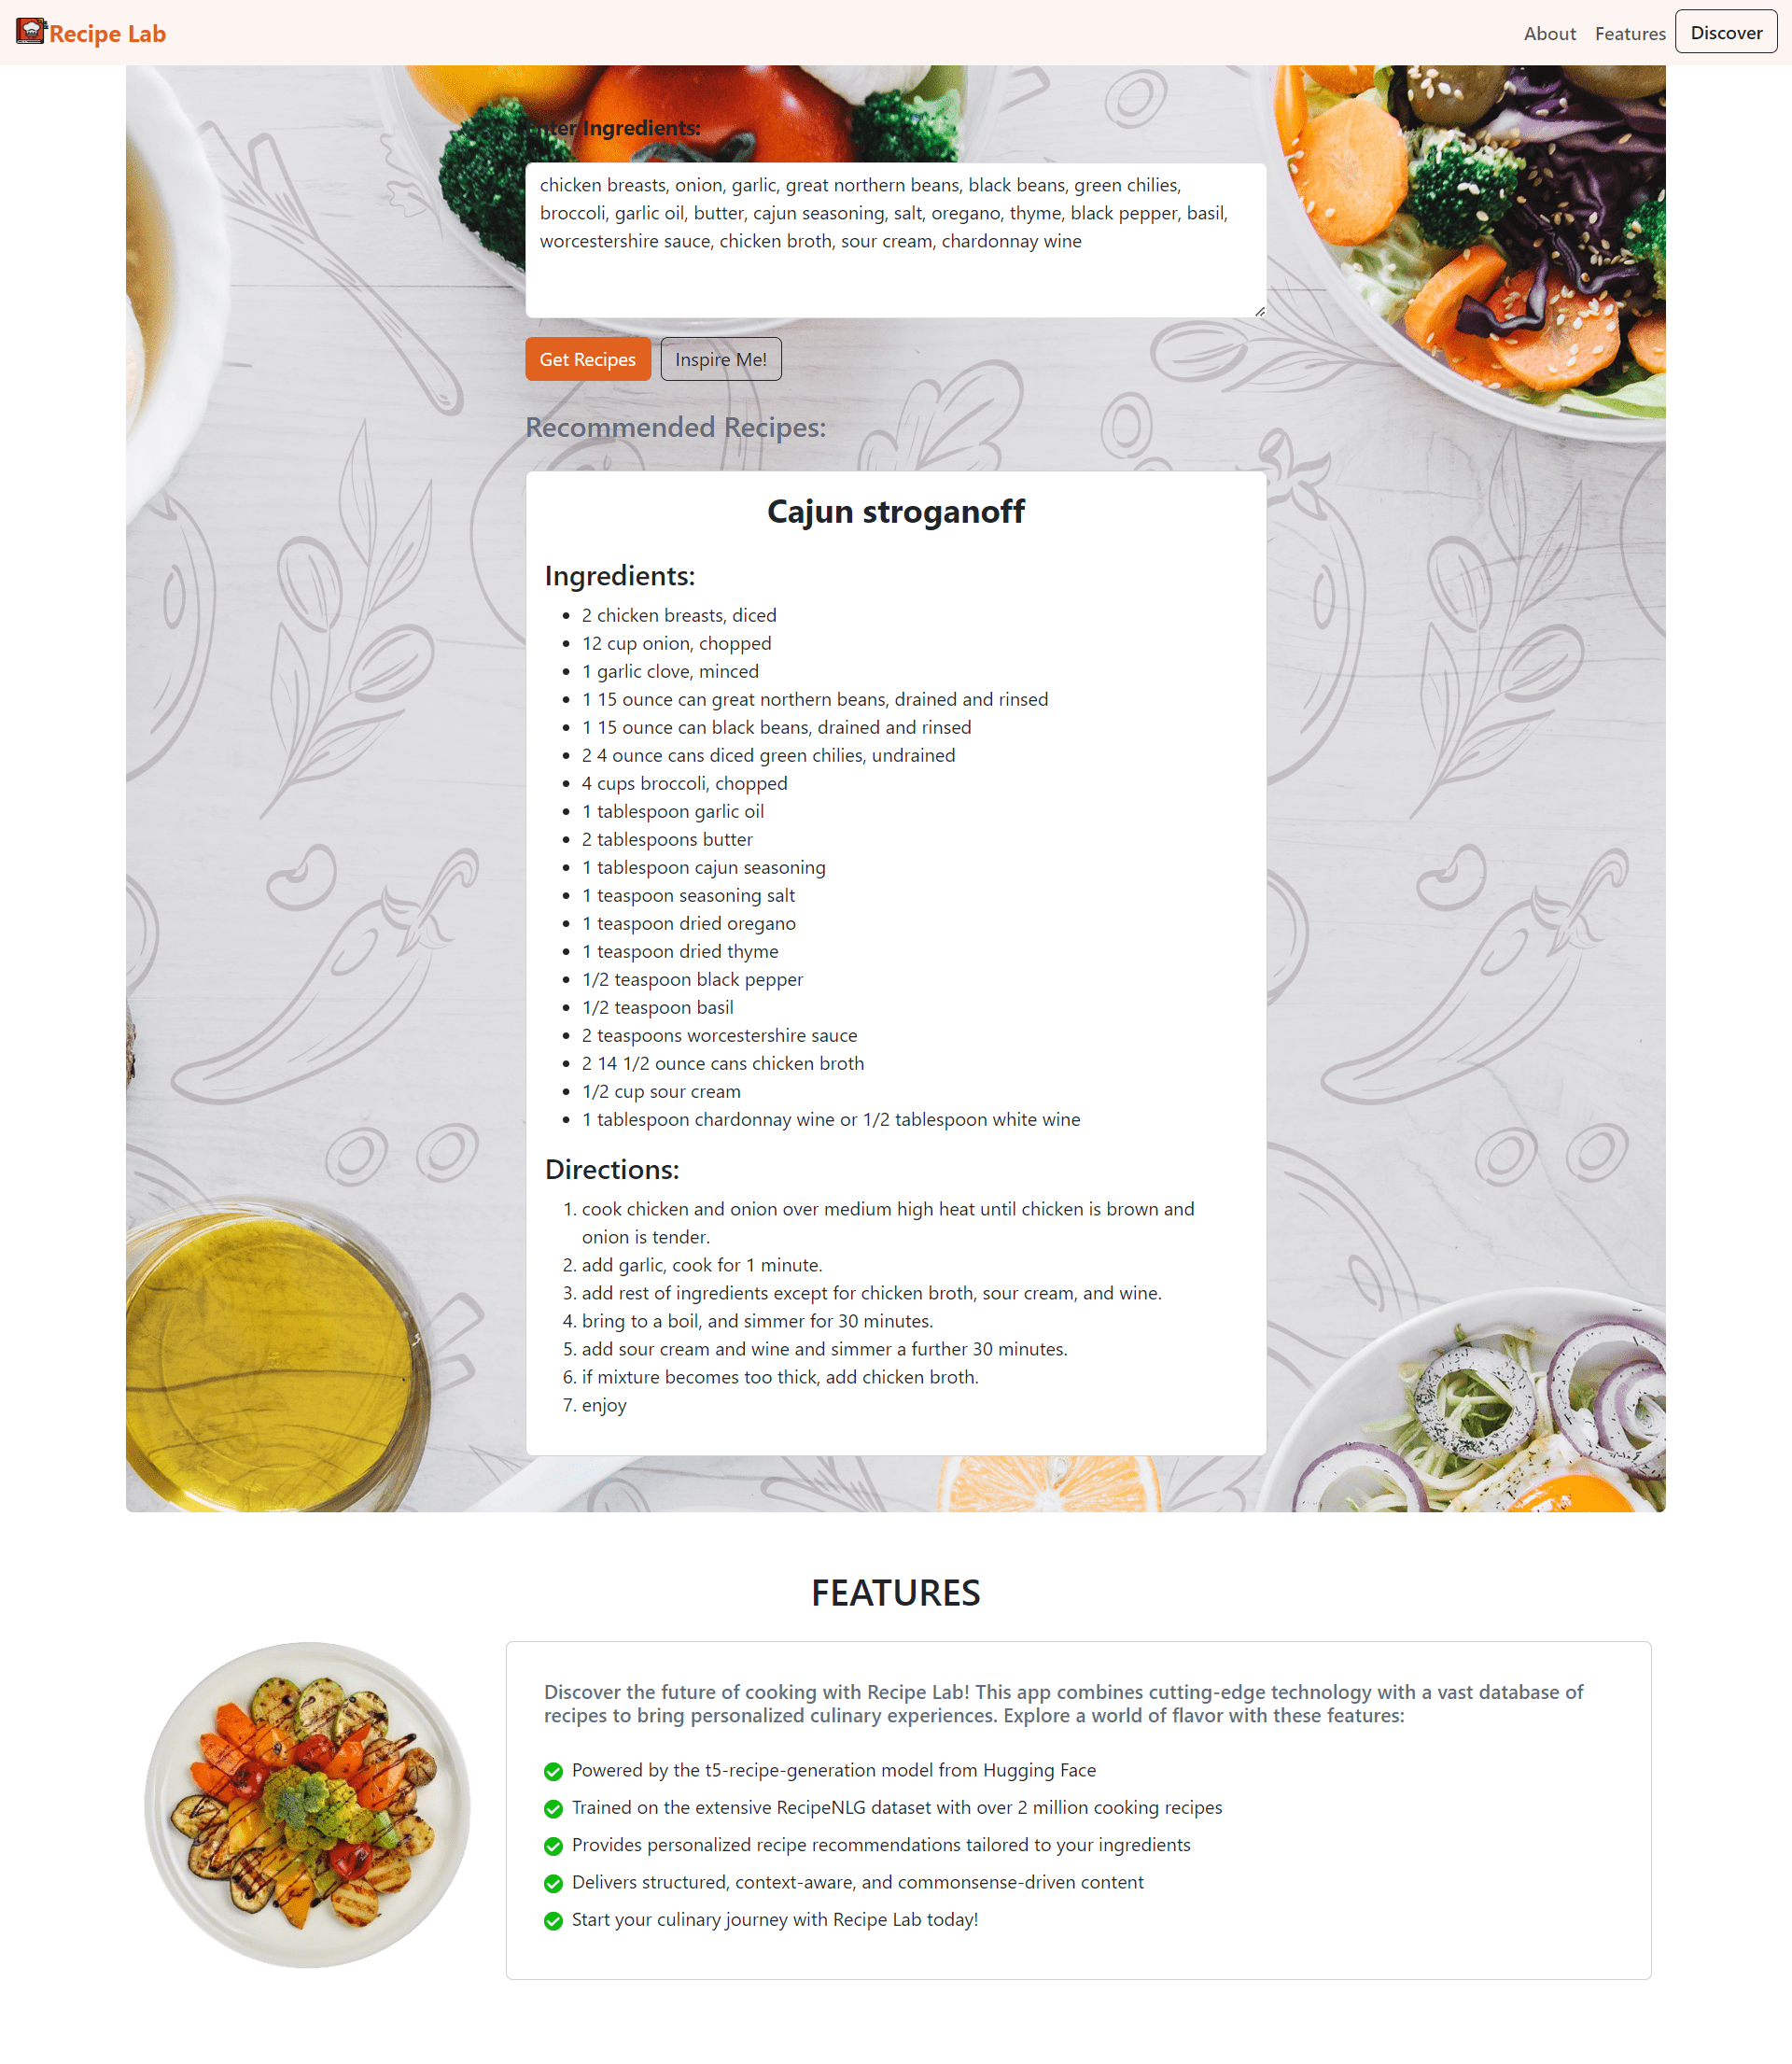 Recipe Lab
About Features Discover
Enter Ingredients:
chicken breasts, onion, garlic, great northern beans, black beans, green chilies,
broccoli, garlic oil, butter, cajun seasoning, salt, oregano, thyme, black pepper, basil,
worcestershire sauce, chicken broth, sour cream, chardonnay wine
Get Recipes Inspire Me!
Recommended Recipes:
Cajun stroganoff
Ingredients:
• 2 chicken breasts, diced
• 12 cup onion, chopped
• 1 garlic clove, minced
• 1 15 ounce can great northern beans, drained and rinsed
• 1 15 ounce can black beans, drained and rinsed
• 2 4 ounce cans diced green chilies, undrained
• 4 cups broccoli, chopped
• 1 tablespoon garlic oil
• 2 tablespoons butter
• 1 tablespoon cajun seasoning
• 1 teaspoon seasoning salt
• 1 teaspoon dried oregano
• 1 teaspoon dried thyme
• 1/2 teaspoon black pepper
• 1/2 teaspoon basil
• 2 teaspoons worcestershire sauce
• 2 14 1/2 ounce cans chicken broth
• 1/2 cup sour cream
• 1 tablespoon chardonnay wine or 1/2 tablespoon white wine
Directions:
1. cook chicken and onion over medium high heat until chicken is brown and
onion is tender.
2. add garlic, cook for 1 minute.
3. add rest of ingredients except for chicken broth, sour cream, and wine.
4. bring to a boil, and simmer for 30 minutes.
5. add sour cream and wine and simmer a further 30 minutes.
6. if mixture becomes too thick, add chicken broth.
7. enjoy
FEATURES
Discover the future of cooking with Recipe Lab! This app combines cutting-edge technology with a vast database of
recipes to bring personalized culinary experiences. Explore a world of flavor with these features:
Powered by the t5-recipe-generation model from Hugging Face
Trained on the extensive RecipeNLG dataset with over 2 million cooking recipes
Provides personalized recipe recommendations tailored to your ingredients
Delivers structured, context-aware, and commonsense-driven content
Start your culinary journey with Recipe Lab today!